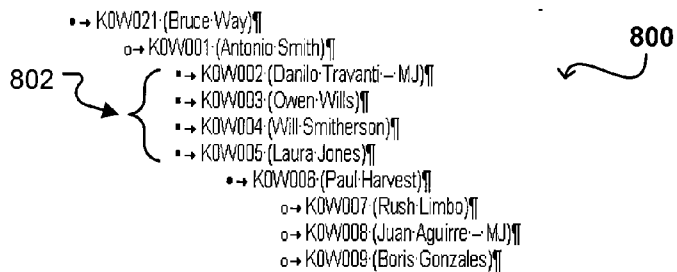 • → K0W021·(Bruce·Way)¶
800
o→ K0W001·(Antonio·Smith)¶
802
▪ → K0W002·(Danilo·Travanti·–·MJ)¶
▪ → K0W003·(Owen·Wills)¶
▪ → K0W004·(Will·Smitherson)¶
▪ → K0W005·(Laura·Jones)¶
• → K0W006·(Paul·Harvest)¶
o→ K0W007·(Rush·Limbo)¶
o→ K0W008·(Juan·Aguirre·–·MJ)¶
o→ K0W009·(Boris·Gonzales)¶